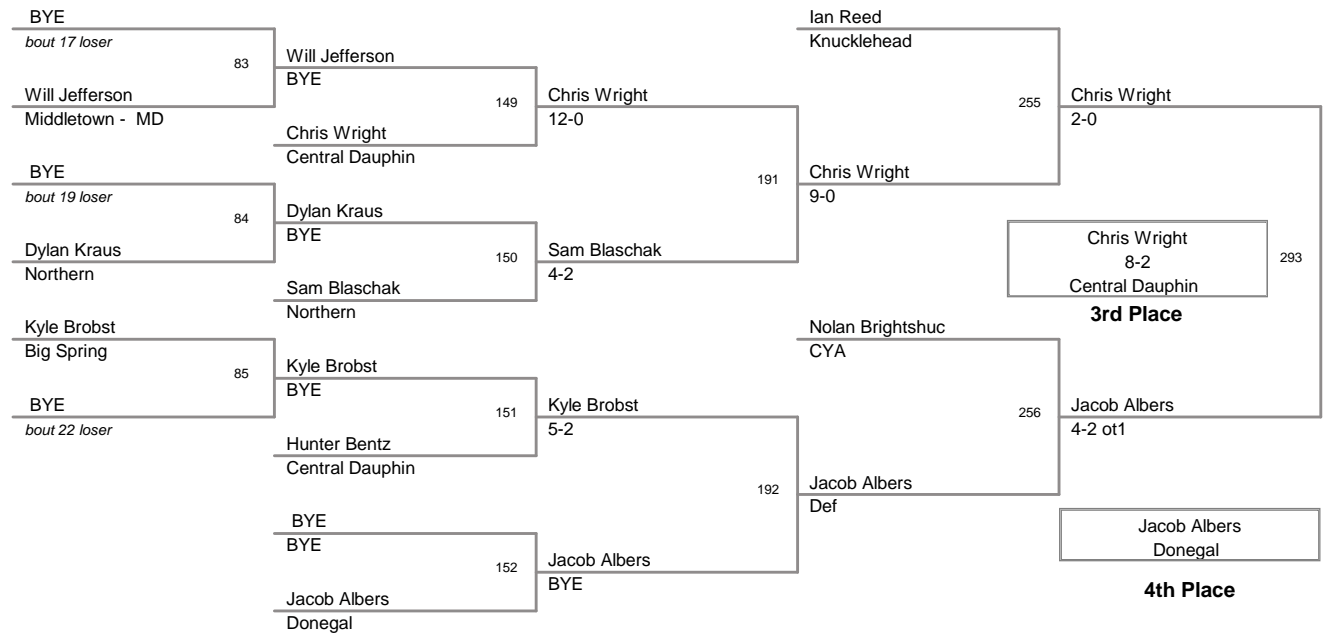 BYE
bout 17 loser
83
Will Jefferson
Middletown -  MD
BYE
bout 19 loser
84
Dylan Kraus
Northern
Kyle Brobst
Big Spring
85
BYE
bout 22 loser
Will Jefferson
BYE
149
Chris Wright
Central Dauphin
Dylan Kraus
BYE
150
Sam Blaschak
Northern
Kyle Brobst
BYE
151
Hunter Bentz
Central Dauphin
BYE
BYE
152
Jacob Albers
Donegal
Chris Wright
12-0
191
Sam Blaschak
4-2
Kyle Brobst
5-2
192
Jacob Albers
BYE
Ian Reed
Knucklehead
255
Chris Wright
9-0
Nolan Brightshuc
CYA
256
Jacob Albers
Def
Chris Wright
2-0
293
Jacob Albers
4-2 ot1
Chris Wright
8-2
Central Dauphin
3rd Place
Jacob Albers
Donegal
4th Place